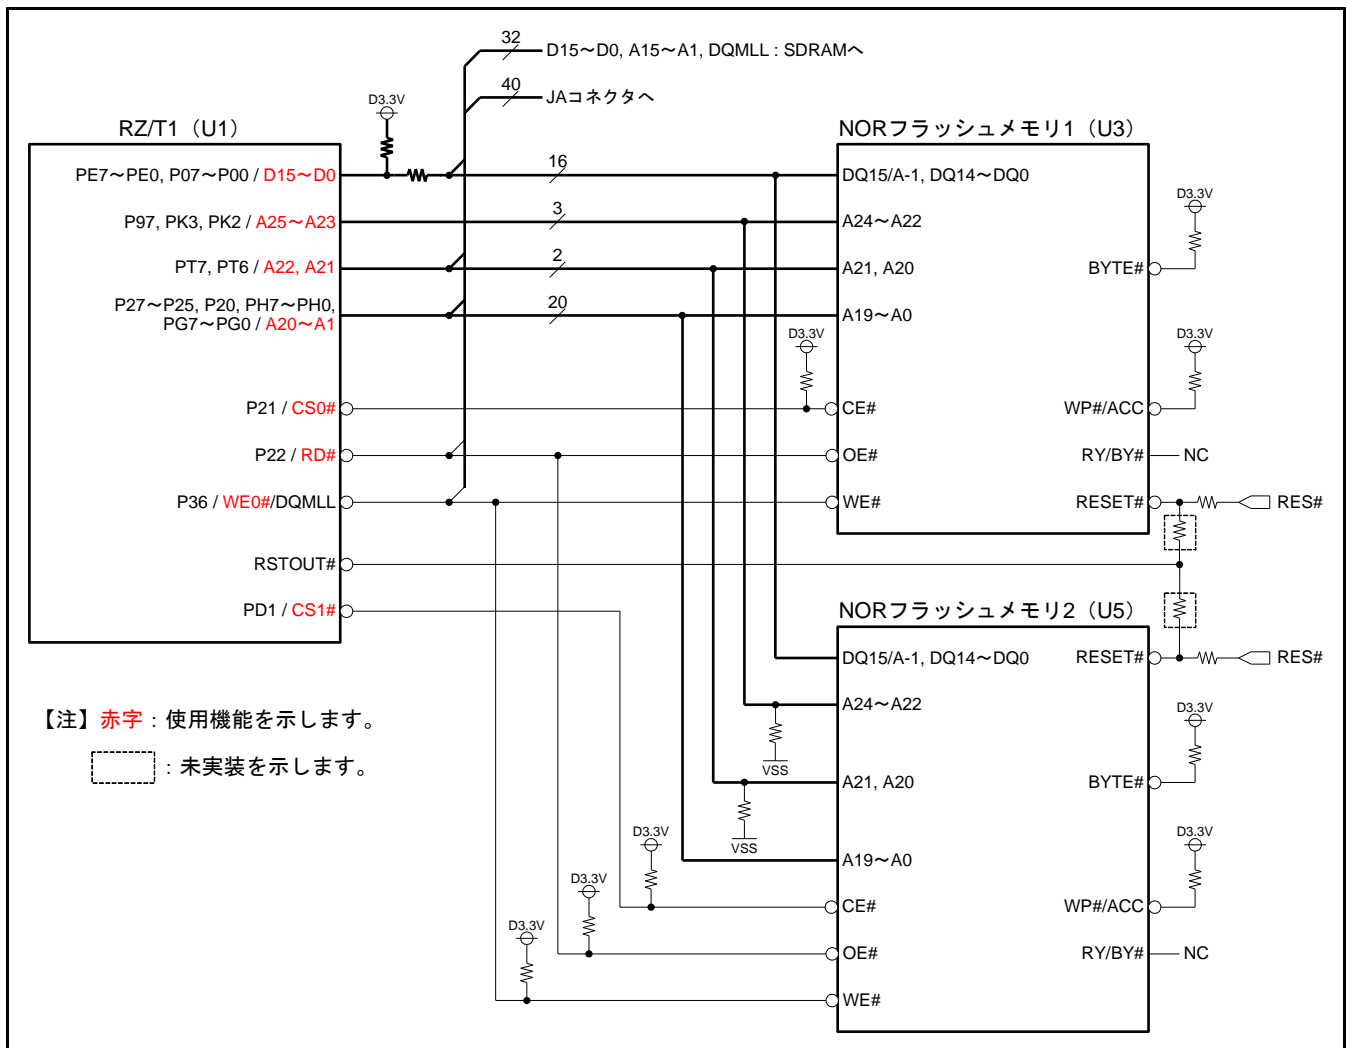 32
D15～D0, A15～A1, DQMLL : SDRAMへ
40
JAコネクタへ
D3.3V
RZ/T1（U1）
PE7～PE0, P07～P00 / D15～D0
P97, PK3, PK2 / A25～A23
PT7, PT6 / A22, A21
P27～P25, P20, PH7～PH0,
PG7～PG0 / A20～A1
P21 / CS0#
P22 / RD#
P36 / WE0#/DQMLL
RSTOUT#
PD1 / CS1#
16
3
2
20
D3.3V
NORフラッシュメモリ1（U3）
DQ15/A-1, DQ14～DQ0
A24～A22
A21, A20
A19～A0
CE#
OE#
WE#
BYTE#
WP#/ACC
RY/BY#
NC
RESET#
RES#
D3.3V
D3.3V
NORフラッシュメモリ2（U5）
DQ15/A-1, DQ14～DQ0
A24～A22
A21, A20
A19～A0
CE#
OE#
WE#
RESET#
RES#
BYTE#
WP#/ACC
RY/BY#
NC
D3.3V
D3.3V
VSS
VSS
D3.3V
D3.3V
D3.3V
【注】赤字：使用機能を示します。
：未実装を示します。